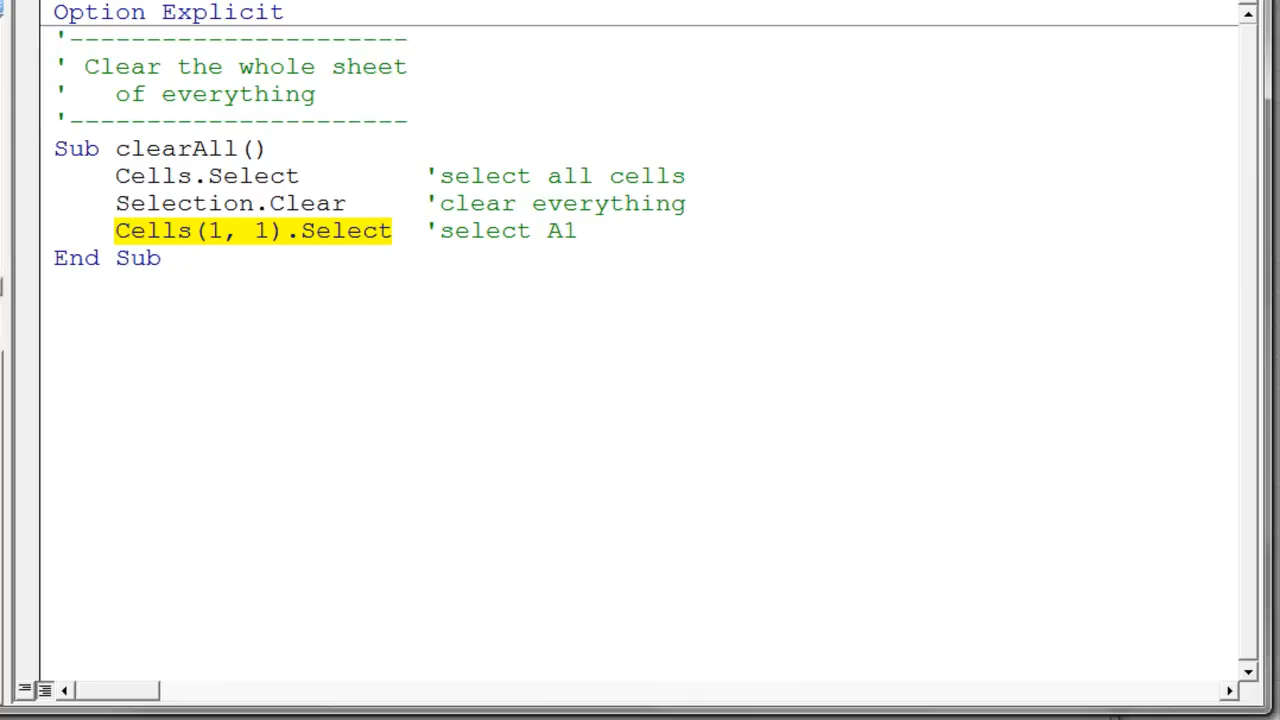 Option Explicit
'----------------------
' Clear the whole sheet
'   of everything
'----------------------
Sub clearAll()
    Cells.Select        'select all cells
    Selection.Clear     'clear everything
    Cells(1, 1).Select  'select A1
End Sub